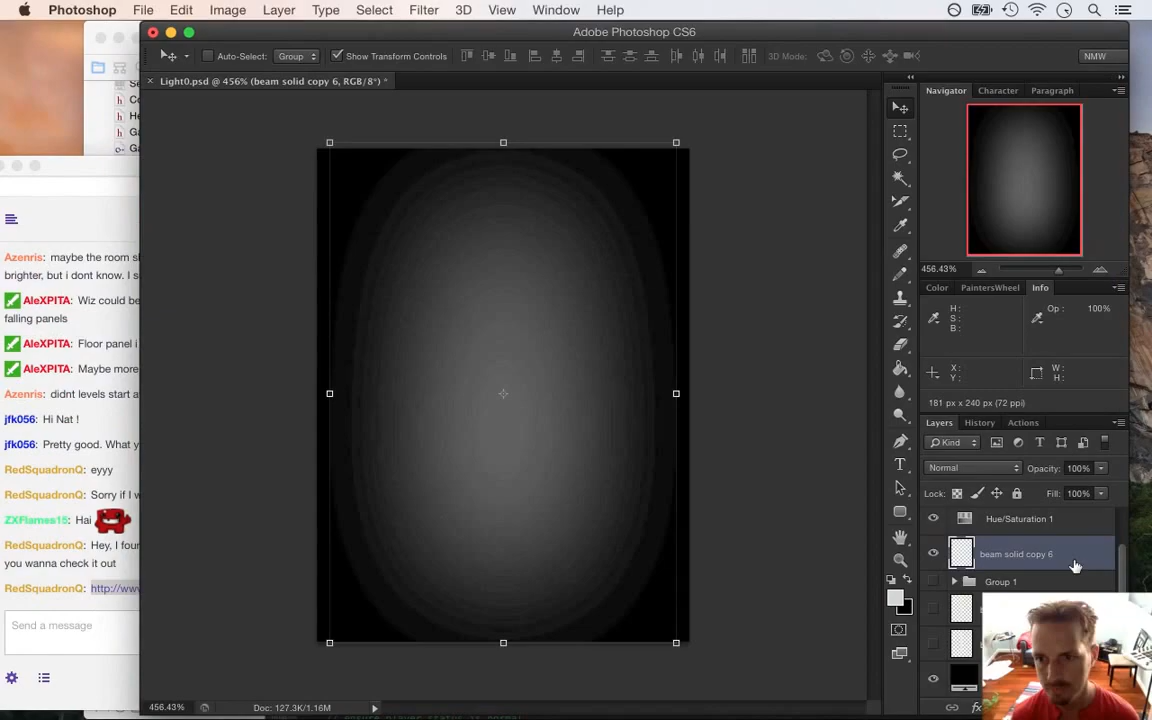 Photoshop File Edit Image Layer Type Select Filter 3D View Window Help
Adobe Photoshop CS6
Auto-Select: Group Show Transform Controls 3D Mode: NMW
Light0.psd @ 456% (beam solid copy 6, RGB/8*) *
Navigator Character Paragraph
456.43%
Color PaintersWheel Info
H:
S:
B:
Op: 100%
X:
Y:
W:
H:
181 px x 240 px (72 ppi)
Layers History Actions
Kind
Normal Opacity: 100%
Lock: Fill: 100%
Hue/Saturation 1
beam solid copy 6
Group 1
fx
456.43% Doc: 127.3K/1.16M
Azenris: maybe the room s
brighter, but i dont know. I s
AleXPITA: Wiz could be
falling panels
AleXPITA: Floor panel i
AleXPITA: Maybe more
Azenris: didnt levels start a
jfk056: Hi Nat !
jfk056: Pretty good. What y
RedSquadronQ: eyyy
RedSquadronQ: Sorry if I w
ZXFlames15: Hai
RedSquadronQ: Hey, I four
you wanna check it out
RedSquadronQ: http://ww
Send a message